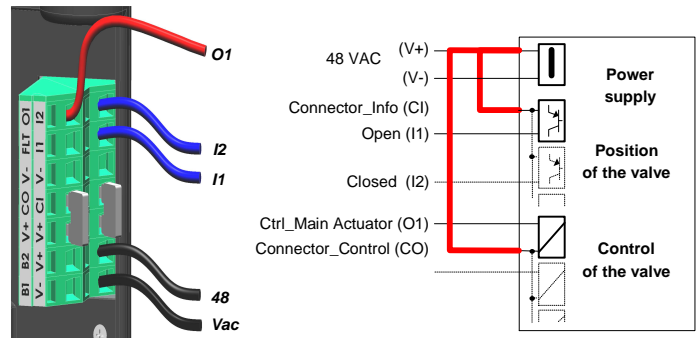 O1
I2
I1
48
Vac
O1 I2
FLT I1
V- V-
CO CI
V+ V+
B2 V+
B1 V-
48 VAC (V+)
(V-)
Connector_Info (CI)
Open (I1)
Closed (I2)
Ctrl_Main Actuator (O1)
Connector_Control (CO)
Power
supply
Position
of the valve
Control
of the valve